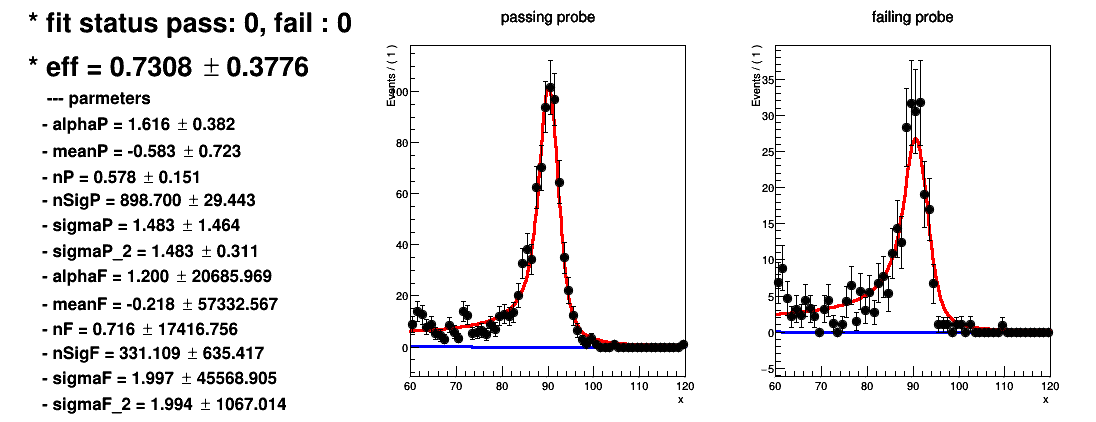 * fit status pass: 0, fail : 0
* eff = 0.7308 ± 0.3776
--- parmeters
- alphaP = 1.616 ± 0.382
- meanP = -0.583 ± 0.723
- nP = 0.578 ± 0.151
- nSigP = 898.700 ± 29.443
- sigmaP = 1.483 ± 1.464
- sigmaP_2 = 1.483 ± 0.311
- alphaF = 1.200 ± 20685.969
- meanF = -0.218 ± 57332.567
- nF = 0.716 ± 17416.756
- nSigF = 331.109 ± 635.417
- sigmaF = 1.997 ± 45568.905
- sigmaF_2 = 1.994 ± 1067.014
passing probe
Events / ( 1 )
100
80
60
40
20
0
60 70 80 90 100 110 120
x
failing probe
Events / ( 1 )
35
30
25
20
15
10
5
0
−5
60 70 80 90 100 110 120
x